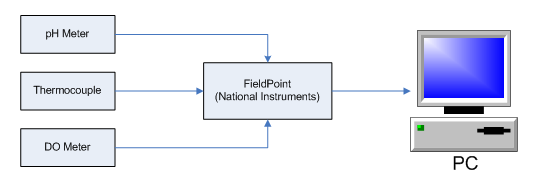 pH Meter
Thermocouple
DO Meter
FieldPoint
(National Instruments)
PC